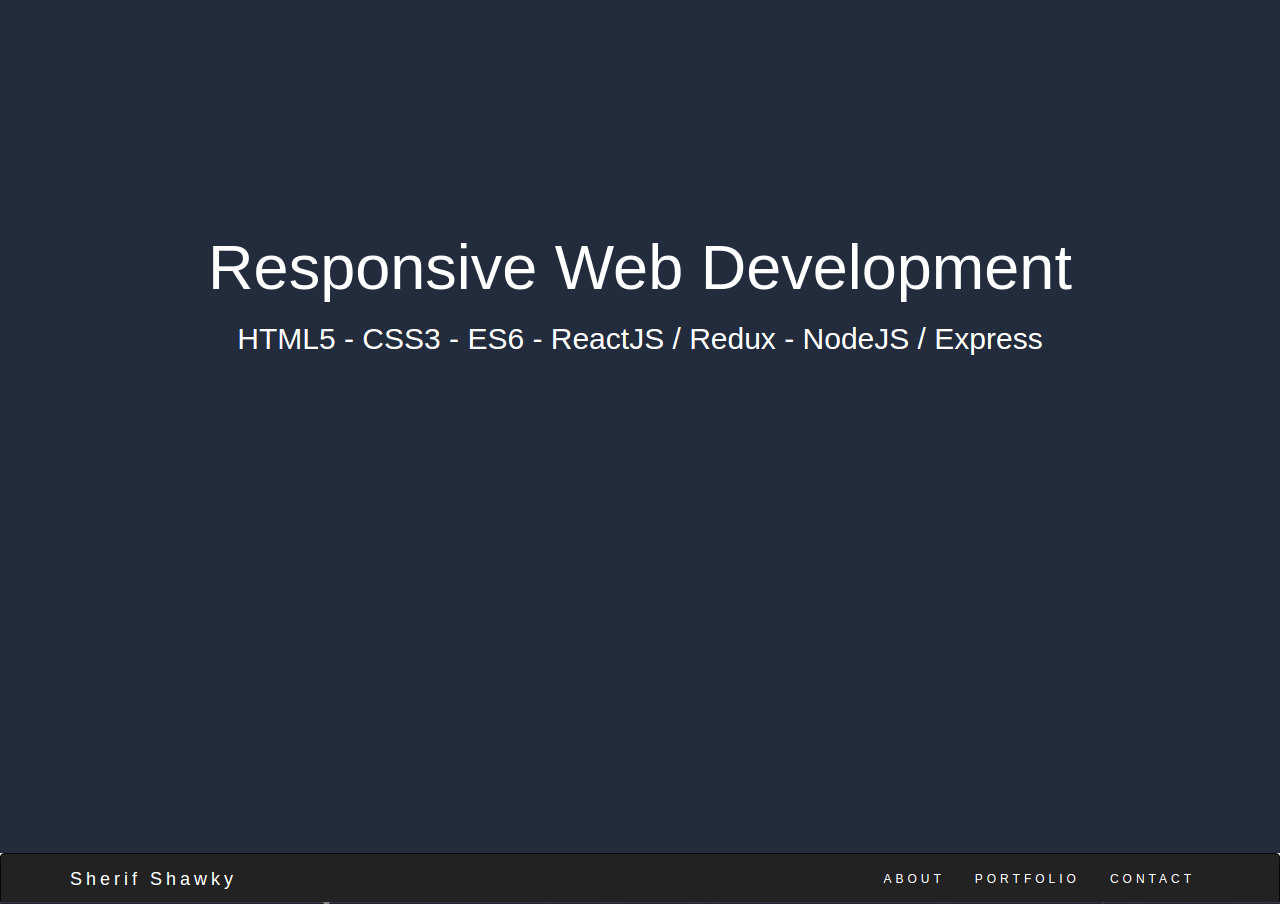 Responsive Web Development
HTML5 - CSS3 - ES6 - ReactJS / Redux - NodeJS / Express
Sherif Shawky
ABOUT PORTFOLIO CONTACT